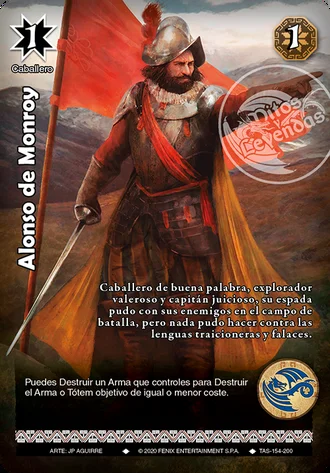 1
Caballero
1
Mitos
y
Leyendas
Alonso de Monroy
Caballero de buena palabra, explorador
valeroso y capitán juicioso, su espada
pudo con sus enemigos en el campo de
batalla, pero nada pudo hacer contra las
lenguas traicioneras y falaces.
Puedes Destruir un Arma que controles para Destruir
el Arma o Tótem objetivo de igual o menor coste.
ARTE: JP AGUIRRE ◆ © 2020 FENIX ENTERTAINMENT S.P.A. ◆ TAS-154-200